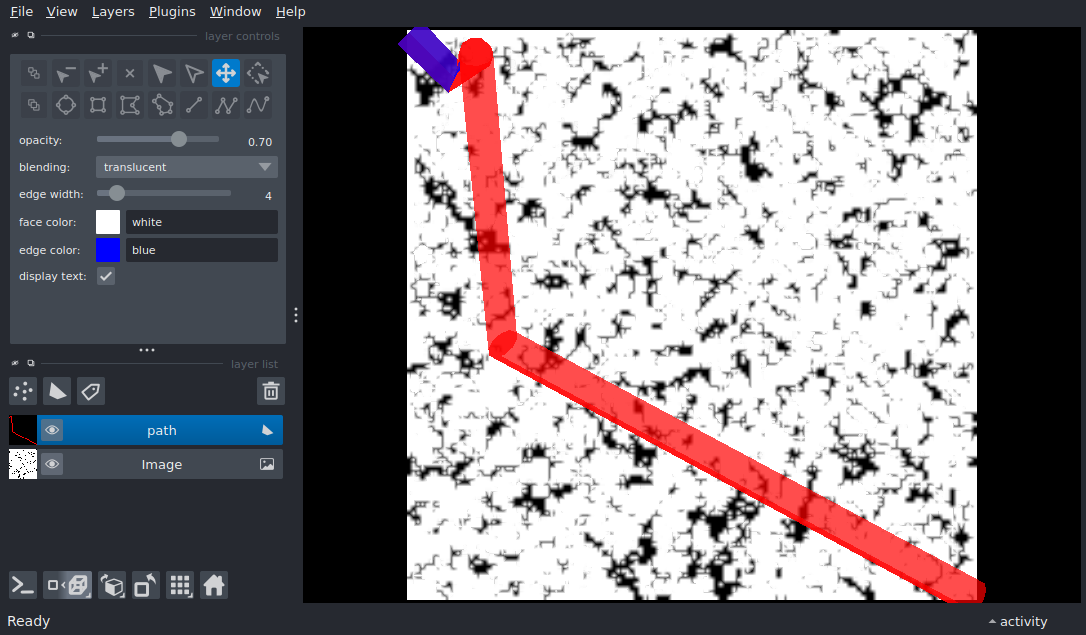 File View Layers Plugins Window Help
layer controls
opacity: 0.70
blending: translucent
edge width: 4
face color: white
edge color: blue
display text:
layer list
path
Image
Ready
activity